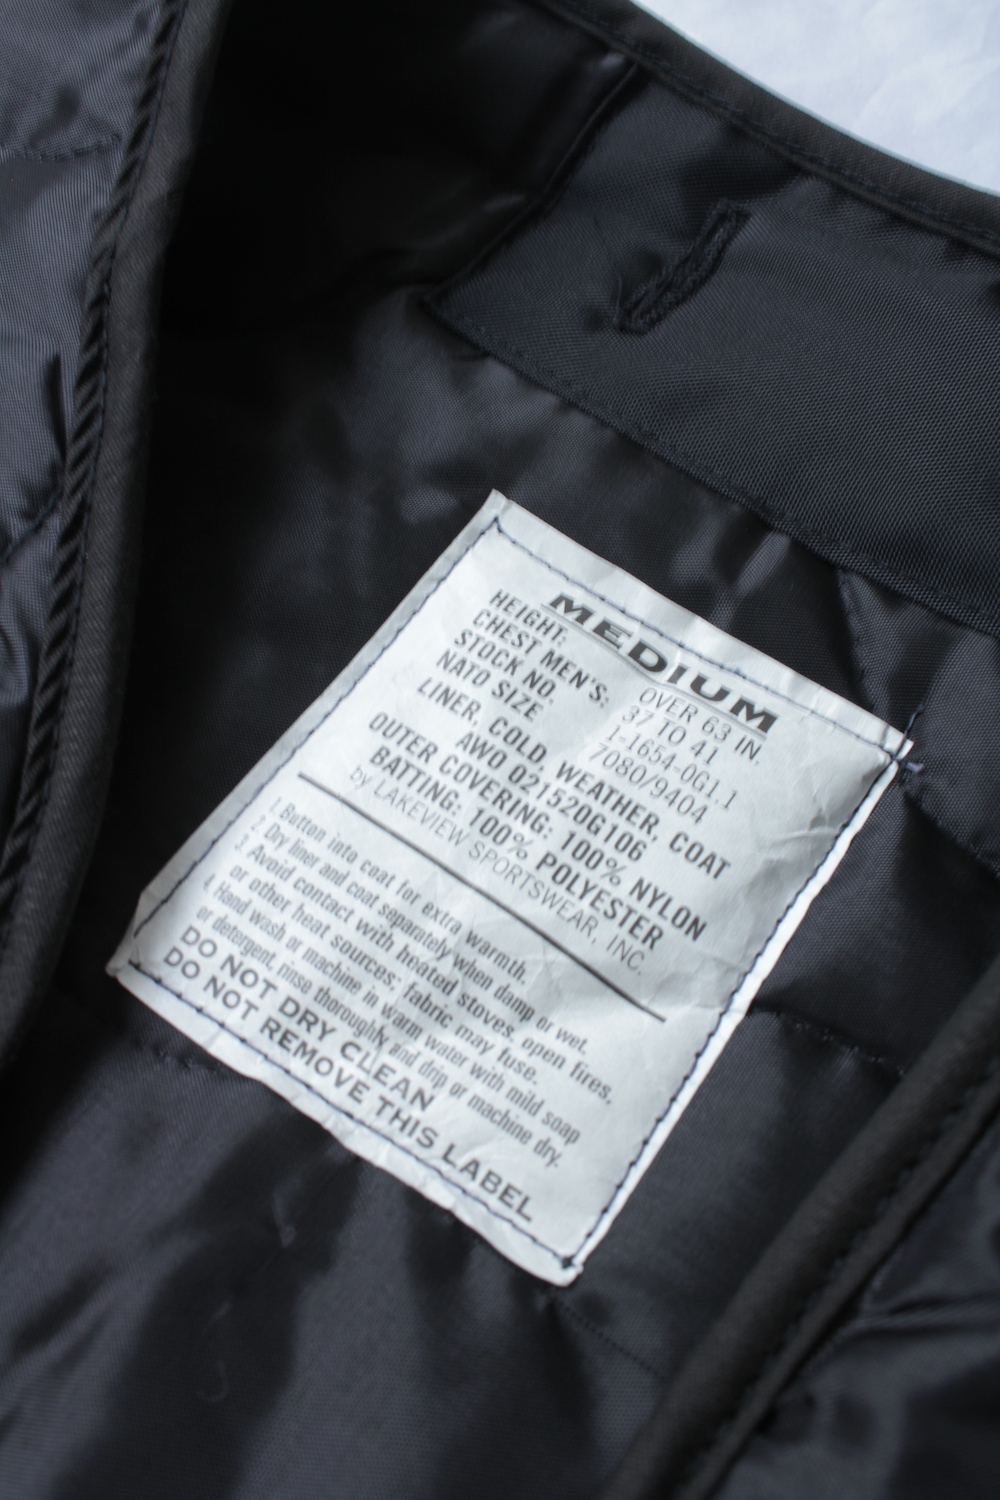 MEDIUM
HEIGHT: OVER 63 IN.
CHEST MEN'S: 37 TO 41
STOCK NO. 1-1654-0G1,1
NATO SIZE 7080/9404
LINER, COLD, WEATHER, COAT
AWO 021520G106
OUTER COVERING: 100% NYLON
BATTING: 100% POLYESTER
by LAKEVIEW SPORTSWEAR, INC.
1. Button into coat for extra warmth.
2. Dry liner and coat separately when damp or wet.
3. Avoid contact with heated stoves, open fires,
or other heat sources; fabric may fuse.
4. Hand wash or machine in warm water with mild soap
or detergent, rinse thoroughly and drip or machine dry.
DO NOT DRY CLEAN
DO NOT REMOVE THIS LABEL